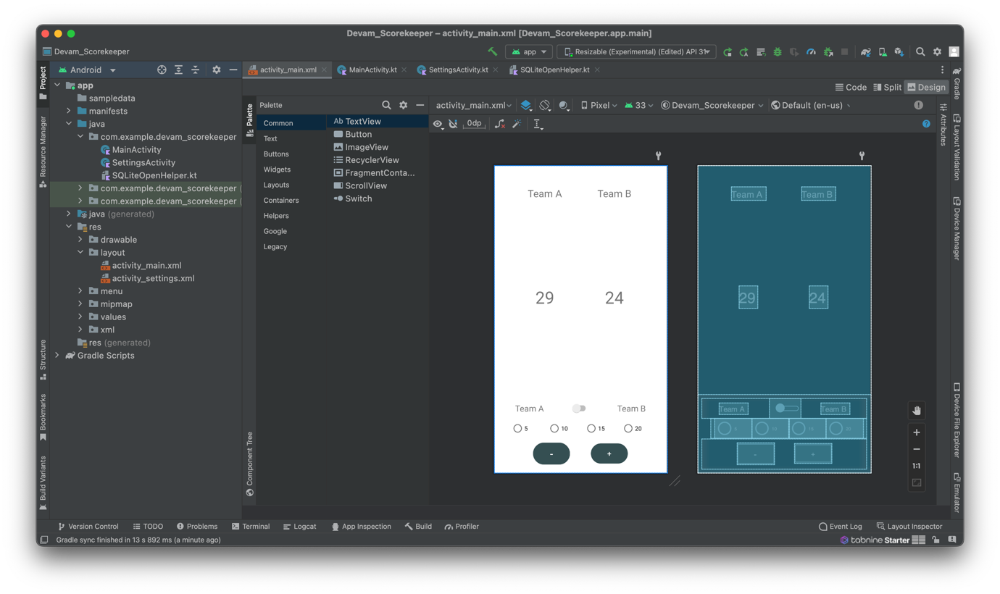 Devam_Scorekeeper – activity_main.xml [Devam_Scorekeeper.app.main]
Devam_Scorekeeper
app
Resizable (Experimental) (Edited) API 31
Project
Resource Manager
Structure
Bookmarks
Build Variants
Android
app
sampledata
manifests
java
com.example.devam_scorekeeper
MainActivity
SettingsActivity
SQLiteOpenHelper.kt
com.example.devam_scorekeeper (
com.example.devam_scorekeeper (
java (generated)
res
drawable
layout
activity_main.xml
activity_settings.xml
menu
mipmap
values
xml
res (generated)
Gradle Scripts
activity_main.xml
MainActivity.kt
SettingsActivity.kt
SQLiteOpenHelper.kt
Code
Split
Design
Palette
Component Tree
Palette
Common
Text
Buttons
Widgets
Layouts
Containers
Helpers
Google
Legacy
Ab TextView
Button
ImageView
RecyclerView
FragmentConta...
ScrollView
Switch
activity_main.xml
Pixel
33
Devam_Scorekeeper
Default (en-us)
0dp
Team A
Team B
29
24
Team A
Team B
5
10
15
20
-
+
Team A
Team B
29
24
Team A
Team B
5
10
15
20
-
+
1:1
Attributes
Gradle
Layout Validation
Device Manager
Device File Explorer
Emulator
Version Control
TODO
Problems
Terminal
Logcat
App Inspection
Build
Profiler
Event Log
Layout Inspector
Gradle sync finished in 13 s 892 ms (a minute ago)
tabnine Starter